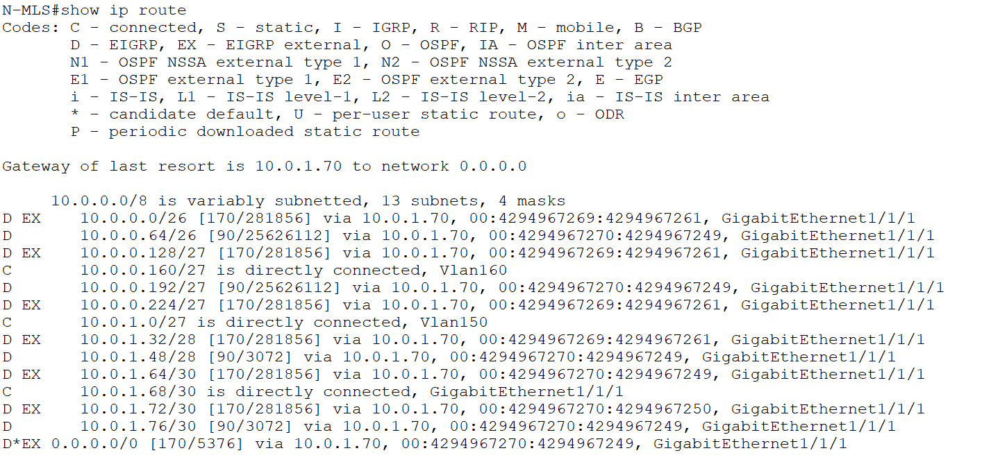 N-MLS#show ip route
Codes: C - connected, S - static, I - IGRP, R - RIP, M - mobile, B - BGP
D - EIGRP, EX - EIGRP external, O - OSPF, IA - OSPF inter area
N1 - OSPF NSSA external type 1, N2 - OSPF NSSA external type 2
E1 - OSPF external type 1, E2 - OSPF external type 2, E - EGP
i - IS-IS, L1 - IS-IS level-1, L2 - IS-IS level-2, ia - IS-IS inter area
* - candidate default, U - per-user static route, o - ODR
P - periodic downloaded static route
Gateway of last resort is 10.0.1.70 to network 0.0.0.0
10.0.0.0/8 is variably subnetted, 13 subnets, 4 masks
D EX 10.0.0.0/26 [170/281856] via 10.0.1.70, 00:4294967269:4294967261, GigabitEthernet1/1/1
D 10.0.0.64/26 [90/25626112] via 10.0.1.70, 00:4294967270:4294967249, GigabitEthernet1/1/1
D EX 10.0.0.128/27 [170/281856] via 10.0.1.70, 00:4294967269:4294967261, GigabitEthernet1/1/1
C 10.0.0.160/27 is directly connected, Vlan160
D 10.0.0.192/27 [90/25626112] via 10.0.1.70, 00:4294967270:4294967249, GigabitEthernet1/1/1
D EX 10.0.0.224/27 [170/281856] via 10.0.1.70, 00:4294967269:4294967261, GigabitEthernet1/1/1
C 10.0.1.0/27 is directly connected, Vlan150
D EX 10.0.1.32/28 [170/281856] via 10.0.1.70, 00:4294967269:4294967261, GigabitEthernet1/1/1
D 10.0.1.48/28 [90/3072] via 10.0.1.70, 00:4294967270:4294967249, GigabitEthernet1/1/1
D EX 10.0.1.64/30 [170/281856] via 10.0.1.70, 00:4294967270:4294967249, GigabitEthernet1/1/1
C 10.0.1.68/30 is directly connected, GigabitEthernet1/1/1
D EX 10.0.1.72/30 [170/281856] via 10.0.1.70, 00:4294967270:4294967250, GigabitEthernet1/1/1
D 10.0.1.76/30 [90/3072] via 10.0.1.70, 00:4294967270:4294967249, GigabitEthernet1/1/1
D*EX 0.0.0.0/0 [170/5376] via 10.0.1.70, 00:4294967270:4294967249, GigabitEthernet1/1/1